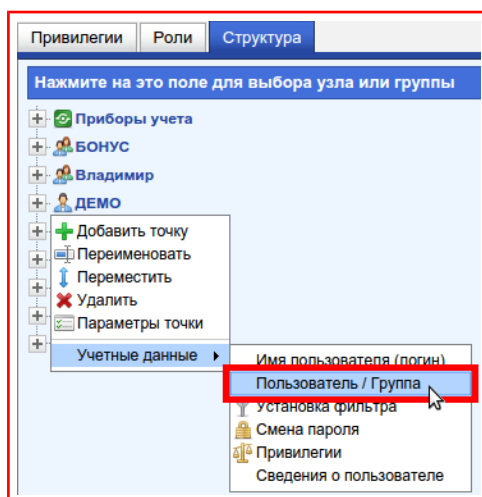 Привилегии Роли Структура
Нажмите на это поле для выбора узла или группы
Приборы учета
БОНУС
Владимир
ДЕМО
Добавить точку
Переименовать
Переместить
Удалить
Параметры точки
Учетные данные
Имя пользователя (логин)
Пользователь / Группа
Установка фильтра
Смена пароля
Привилегии
Сведения о пользователе